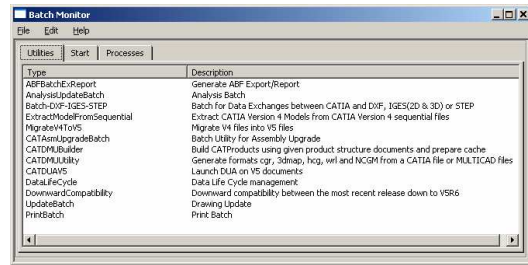 Batch Monitor
File Edit Help
Utilities Start Processes
Type Description
ABFBatchExReport Generate ABF Export/Report
AnalysisUpdateBatch Analysis Batch
Batch-DXF-IGES-STEP Batch for Data Exchanges between CATIA and DXF, IGES(2D & 3D) or STEP
ExtractModelFromSequential Extract CATIA Version 4 Models from CATIA Version 4 sequential files
MigrateV4ToV5 Migrate V4 files into V5 files
CATAsmUpgradeBatch Batch Utility for Assembly Upgrade
CATDMUBuilder Build CATProducts using given product structure documents and prepare cache
CATDMUUtility Generate formats cgr, 3dmap, hcg, wrl and NCGM from a CATIA file or MULTICAD files
CATDUAV5 Launch DUA on V5 documents
DataLifeCycle Data Life Cycle management
DownwardCompatibility Downward compatibility between the most recent release down to V5R6
UpdateBatch Drawing Update
PrintBatch Print Batch